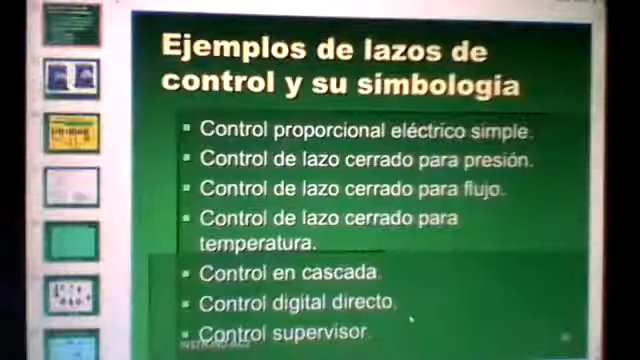 Ejemplos de lazos de
control y su simbología
Control proporcional eléctrico simple.
Control de lazo cerrado para presión.
Control de lazo cerrado para flujo.
Control de lazo cerrado para
temperatura.
Control en cascada.
Control digital directo.
Control supervisor.